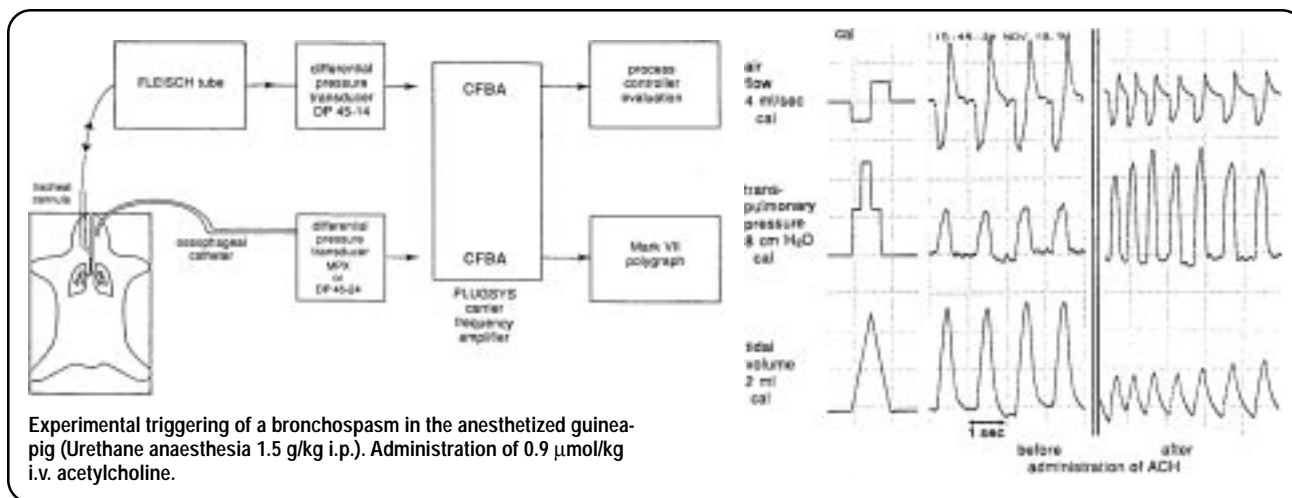 FLEISCH tube
differential
pressure
transducer
DP 45-14
CFBA
process
controller
evaluation
tracheal
cannula
oesophageal
catheter
differential
pressure
transducer
MPX
or
DP 45-24
CFBA
Mark VII
polygraph
PLUGSYS
carrier
frequency
amplifier
Experimental triggering of a bronchospasm in the anesthetized guinea-
pig (Urethane anaesthesia 1.5 g/kg i.p.). Administration of 0.9 µmol/kg
i.v. acetylcholine.
cal
NOV
air
flow
4 ml/sec
cal
trans-
pulmonary
pressure
8 cm H₂O
cal
tidal
volume
2 ml
cal
1 sec
before
after
administration of ACH